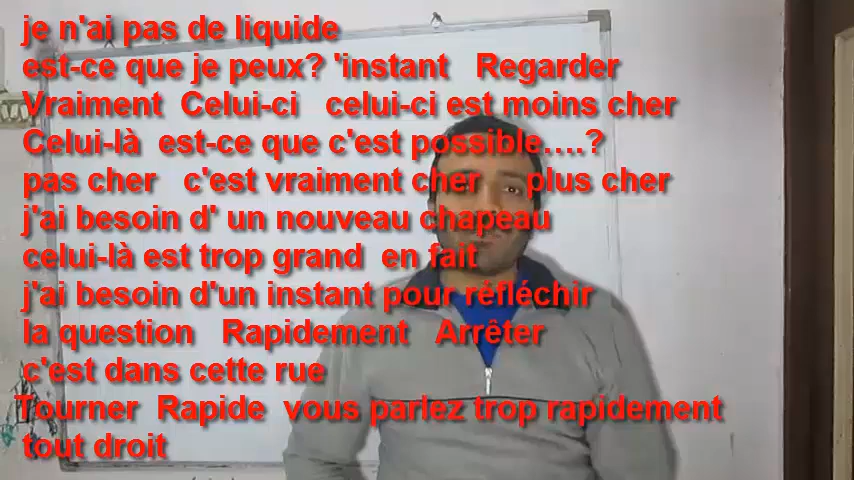 je n'ai pas de liquide
est-ce que je peux? 'instant Regarder
Vraiment Celui-ci celui-ci est moins cher
Celui-là est-ce que c'est possible....?
pas cher c'est vraiment cher plus cher
j'ai besoin d' un nouveau chapeau
celui-là est trop grand en fait
j'ai besoin d'un instant pour réfléchir
la question Rapidement Arrêter
c'est dans cette rue
Tourner Rapide vous parlez trop rapidement
tout droit